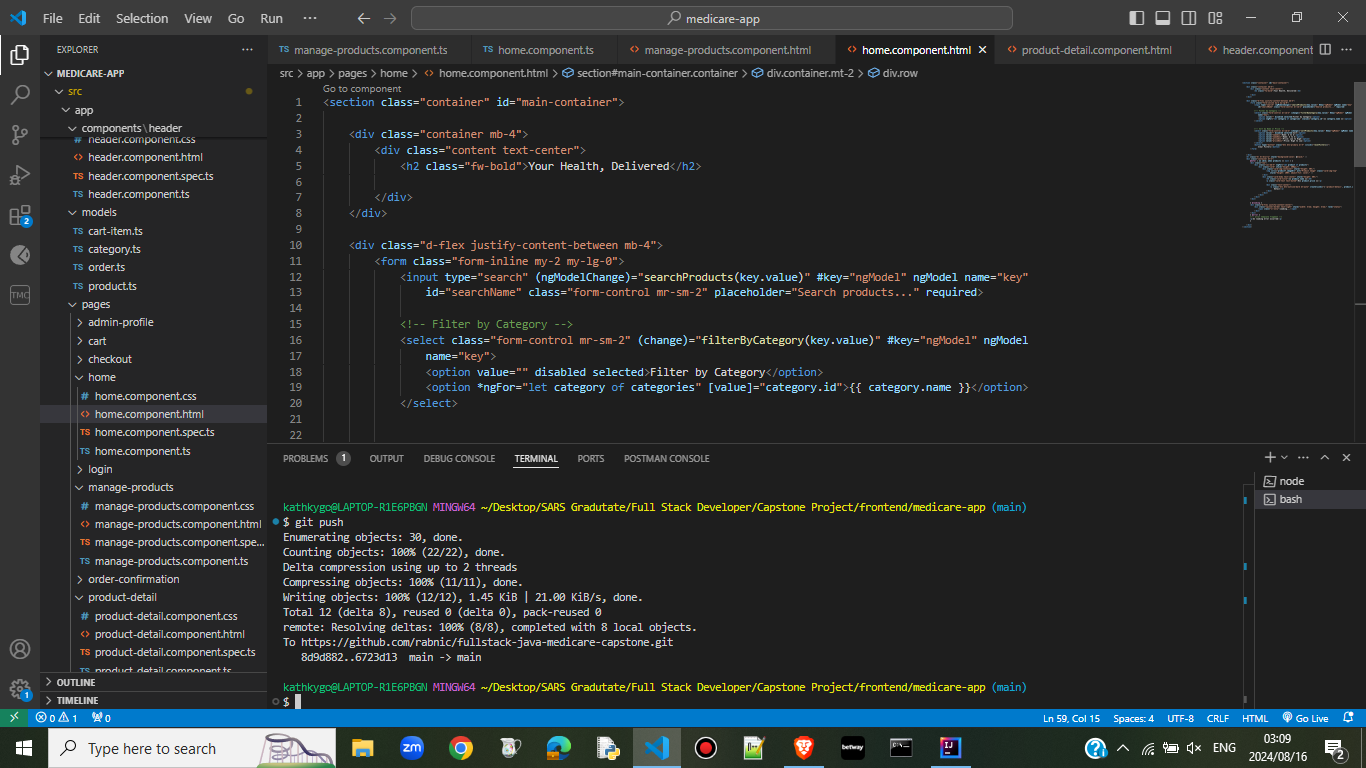 File Edit Selection View Go Run ··· medicare-app
EXPLORER ···
MEDICARE-APP
src
app
components \ header
header.component.css
header.component.html
header.component.spec.ts
header.component.ts
models
cart-item.ts
category.ts
order.ts
product.ts
pages
admin-profile
cart
checkout
home
home.component.css
home.component.html
home.component.spec.ts
home.component.ts
login
manage-products
manage-products.component.css
manage-products.component.html
manage-products.component.spe...
manage-products.component.ts
order-confirmation
product-detail
product-detail.component.css
product-detail.component.html
product-detail.component.spec.ts
product-detail.component.ts
OUTLINE
TIMELINE
2
TMC
1
TS manage-products.component.ts TS home.component.ts manage-products.component.html home.component.html product-detail.component.html header.component
src > app > pages > home > home.component.html > section#main-container.container > div.container.mt-2 > div.row
Go to component
1 <section class="container" id="main-container">
2
3 <div class="container mb-4">
4 <div class="content text-center">
5 <h2 class="fw-bold">Your Health, Delivered</h2>
6
7 </div>
8 </div>
9
10 <div class="d-flex justify-content-between mb-4">
11 <form class="form-inline my-2 my-lg-0">
12 <input type="search" (ngModelChange)="searchProducts(key.value)" #key="ngModel" ngModel name="key"
13 id="searchName" class="form-control mr-sm-2" placeholder="Search products..." required>
14
15 <!-- Filter by Category -->
16 <select class="form-control mr-sm-2" (change)="filterByCategory(key.value)" #key="ngModel" ngModel
17 name="key">
18 <option value="" disabled selected>Filter by Category</option>
19 <option *ngFor="let category of categories" [value]="category.id">{{ category.name }}</option>
20 </select>
21
22
PROBLEMS 1 OUTPUT DEBUG CONSOLE TERMINAL PORTS POSTMAN CONSOLE
node
bash
kathkygo@LAPTOP-R1E6PBGN MINGW64 ~/Desktop/SARS Gradutate/Full Stack Developer/Capstone Project/frontend/medicare-app (main)
$ git push
Enumerating objects: 30, done.
Counting objects: 100% (22/22), done.
Delta compression using up to 2 threads
Compressing objects: 100% (11/11), done.
Writing objects: 100% (12/12), 1.45 KiB | 21.00 KiB/s, done.
Total 12 (delta 8), reused 0 (delta 0), pack-reused 0
remote: Resolving deltas: 100% (8/8), completed with 8 local objects.
To https://github.com/rabnic/fullstack-java-medicare-capstone.git
8d9d882..6723d13 main -> main
kathkygo@LAPTOP-R1E6PBGN MINGW64 ~/Desktop/SARS Gradutate/Full Stack Developer/Capstone Project/frontend/medicare-app (main)
$
0 1 0 Ln 59, Col 15 Spaces: 4 UTF-8 CRLF HTML Go Live
Type here to search zm betway ENG 03:09
2024/08/16 2